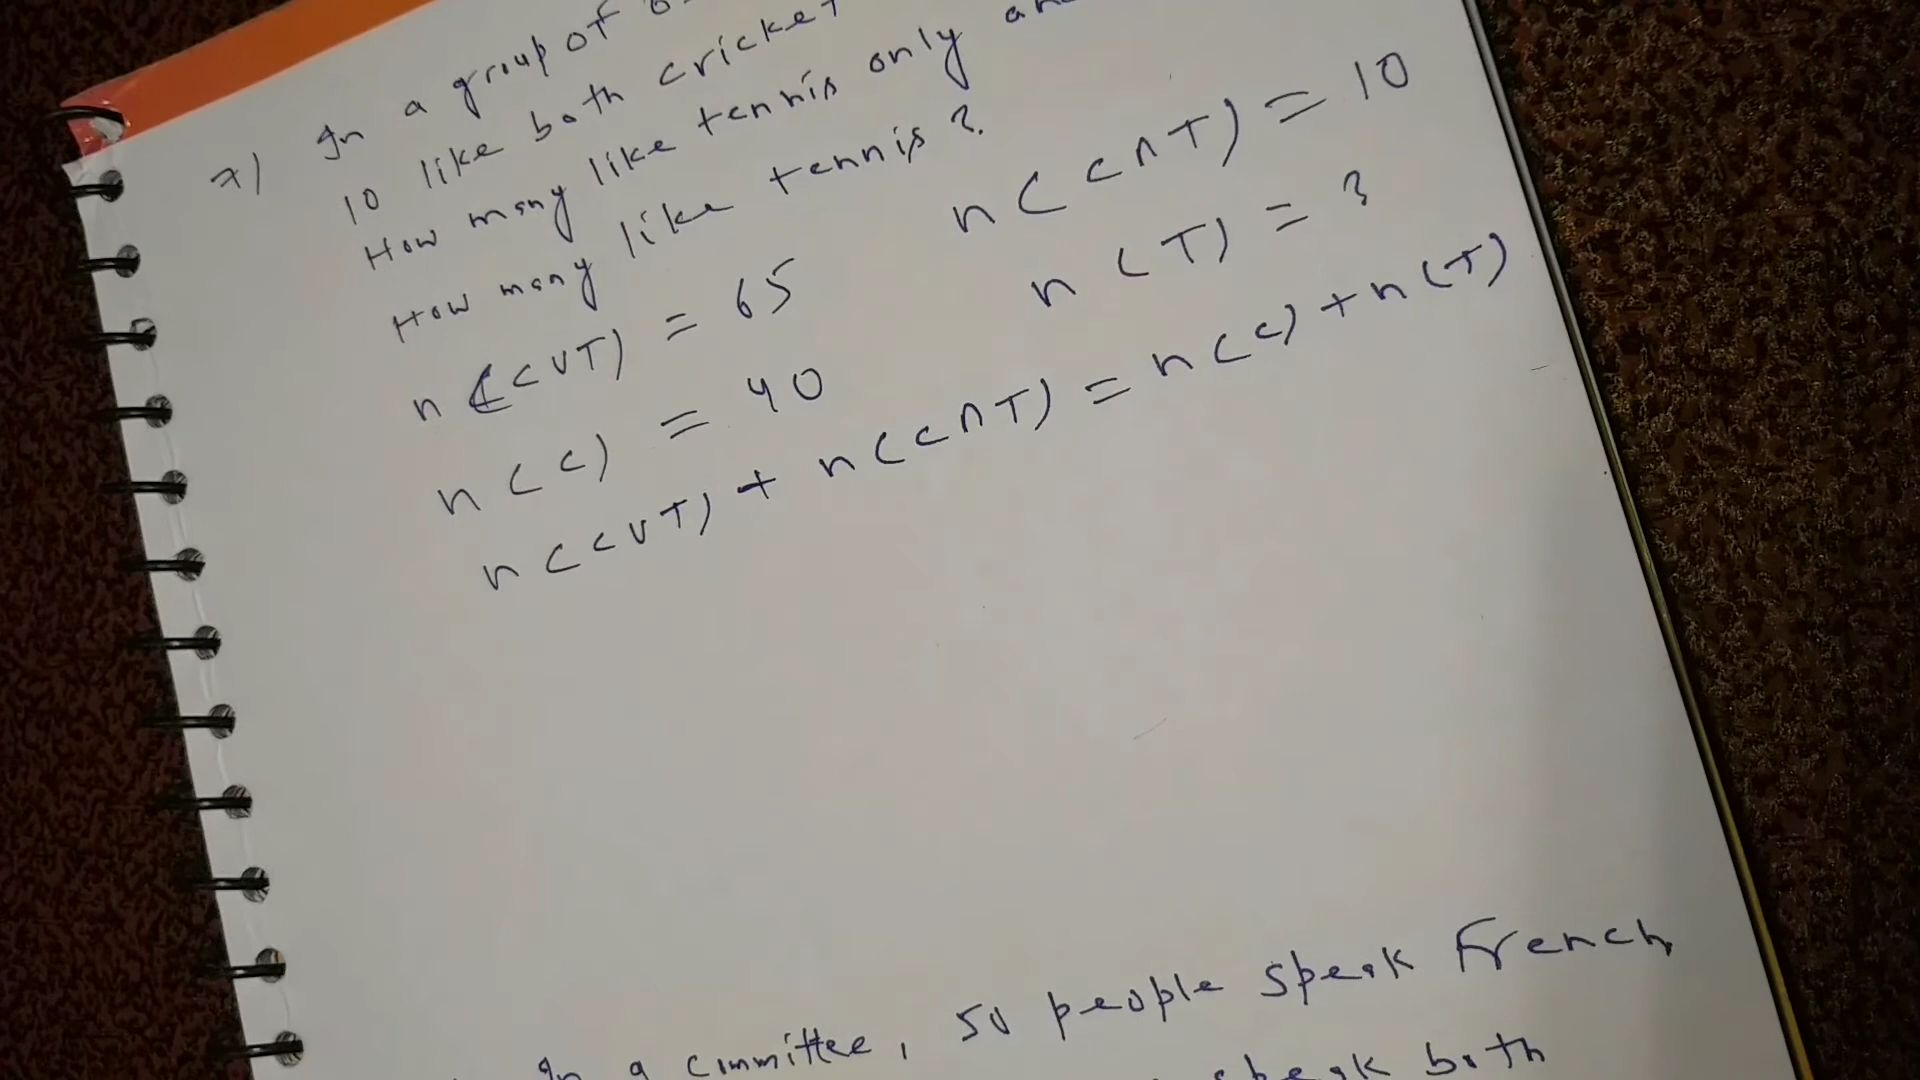 7) In a group of
10 like both cricket
How many like tennis only
How many like tennis?
n(C∪T) = 65 n(C∩T) = 10
n(C) = 40 n(T) = ?
n(C∪T) + n(C∩T) = n(C) + n(T)
In a committee, 50 people speak French
speak both